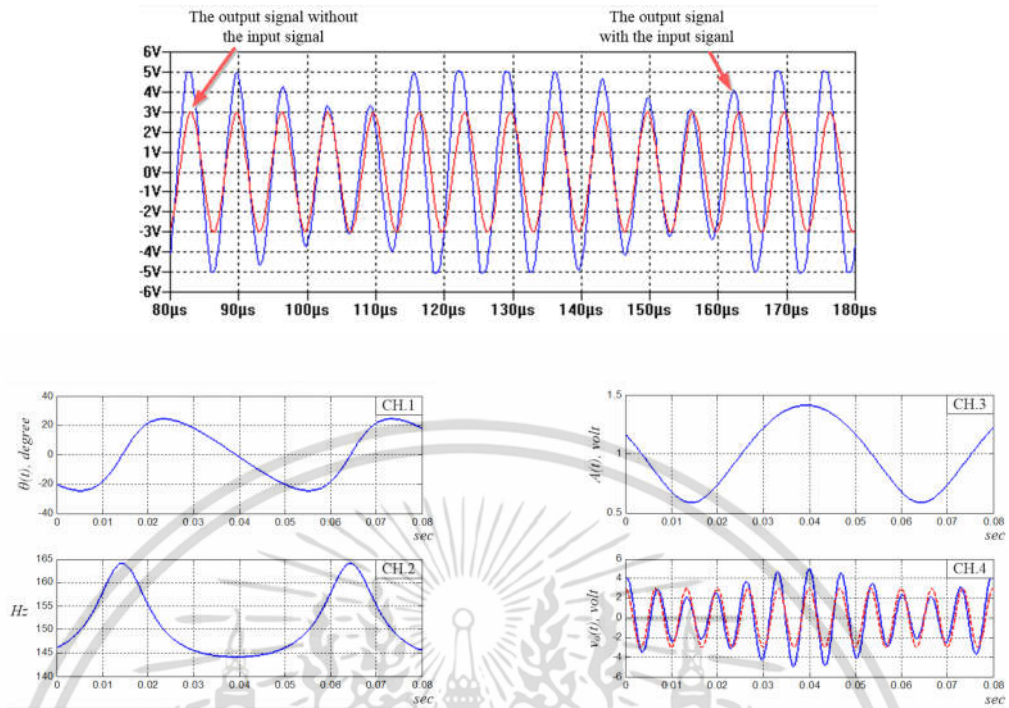 The output signal without
the input signal
The output signal
with the input siganl
6V
5V
4V
3V
2V
1V
0V
-1V
-2V
-3V
-4V
-5V
-6V
80µs 90µs 100µs 110µs 120µs 130µs 140µs 150µs 160µs 170µs 180µs
CH.1
θ(t), degree
40
20
0
-20
-40
0 0.01 0.02 0.03 0.04 0.05 0.06 0.07 0.08
sec
CH.3
A(t), volt
1.5
1
0.5
0 0.01 0.02 0.03 0.04 0.05 0.06 0.07 0.08
sec
CH.2
Hz
165
160
155
150
145
140
0 0.01 0.02 0.03 0.04 0.05 0.06 0.07 0.08
sec
CH.4
(t), volt
6
4
2
0
-2
-4
-6
0 0.01 0.02 0.03 0.04 0.05 0.06 0.07 0.08
sec